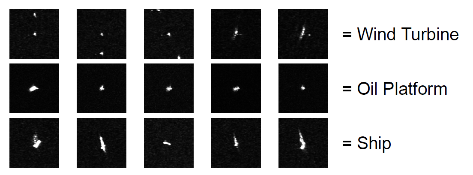 = Wind Turbine
= Oil Platform
= Ship